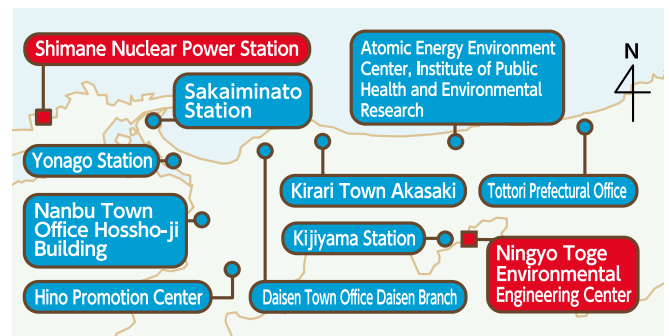 Shimane Nuclear Power Station
Atomic Energy Environment
Center, Institute of Public
Health and Environmental
Research
N
Sakaiminato
Station
Yonago Station
Kirari Town Akasaki
Tottori Prefectural Office
Nanbu Town
Office Hossho-ji
Building
Kijiyama Station
Ningyo Toge
Environmental
Engineering Center
Hino Promotion Center
Daisen Town Office Daisen Branch